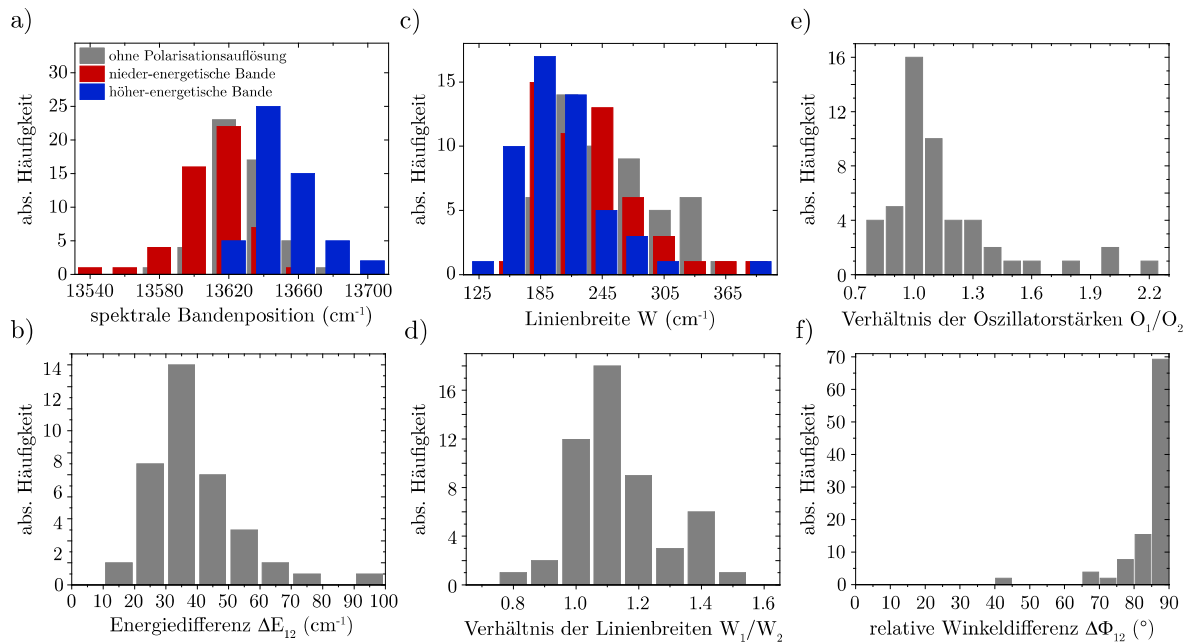 a)
ohne Polarisationsauflösung
nieder-energetische Bande
höher-energetische Bande
abs. Häufigkeit
30
25
20
15
10
5
0
13540 13580 13620 13660 13700
spektrale Bandenposition (cm⁻¹)
c)
abs. Häufigkeit
15
10
5
0
125 185 245 305 365
Linienbreite W (cm⁻¹)
e)
abs. Häufigkeit
16
12
8
4
0
0.7 1.0 1.3 1.6 1.9 2.2
Verhältnis der Oszillatorstärken O₁/O₂
b)
abs. Häufigkeit
14
12
10
8
6
4
2
0
0 10 20 30 40 50 60 70 80 90 100
Energiedifferenz ΔE₁₂ (cm⁻¹)
d)
abs. Häufigkeit
16
12
8
4
0
0.8 1.0 1.2 1.4 1.6
Verhältnis der Linienbreiten W₁/W₂
f)
abs. Häufigkeit
70
60
50
40
30
20
10
0
0 10 20 30 40 50 60 70 80 90
relative Winkeldifferenz ΔΦ₁₂ (°)